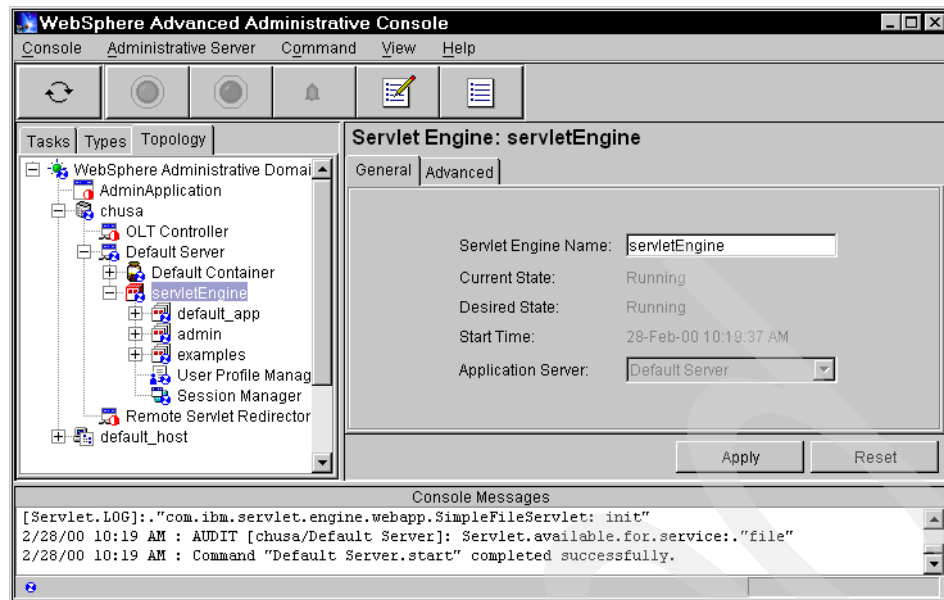 WebSphere Advanced Administrative Console
Console Administrative Server Command View Help
Tasks Types Topology
WebSphere Administrative Domai
AdminApplication
chusa
OLT Controller
Default Server
Default Container
servletEngine
default_app
admin
examples
User Profile Manag
Session Manager
Remote Servlet Redirector
default_host
Servlet Engine: servletEngine
General Advanced
Servlet Engine Name: servletEngine
Current State: Running
Desired State: Running
Start Time: 28-Feb-00 10:19:37 AM
Application Server: Default Server
Apply Reset
Console Messages
[Servlet.LOG]:."com.ibm.servlet.engine.webapp.SimpleFileServlet: init"
2/28/00 10:19 AM : AUDIT [chusa/Default Server]: Servlet.available.for.service:."file"
2/28/00 10:19 AM : Command "Default Server.start" completed successfully.